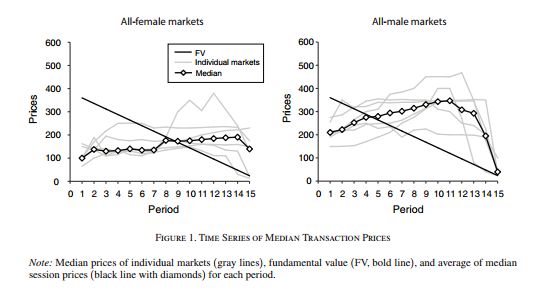 All-female markets
All-male markets
600
500
400
300
200
100
0
Prices
FV
Individual markets
Median
0 1 2 3 4 5 6 7 8 9 10 11 12 13 14 15
Period
600
500
400
300
200
100
0
Prices
0 1 2 3 4 5 6 7 8 9 10 11 12 13 14 15
Period
Figure 1. Time Series of Median Transaction Prices
Note: Median prices of individual markets (gray lines), fundamental value (FV, bold line), and average of median
session prices (black line with diamonds) for each period.